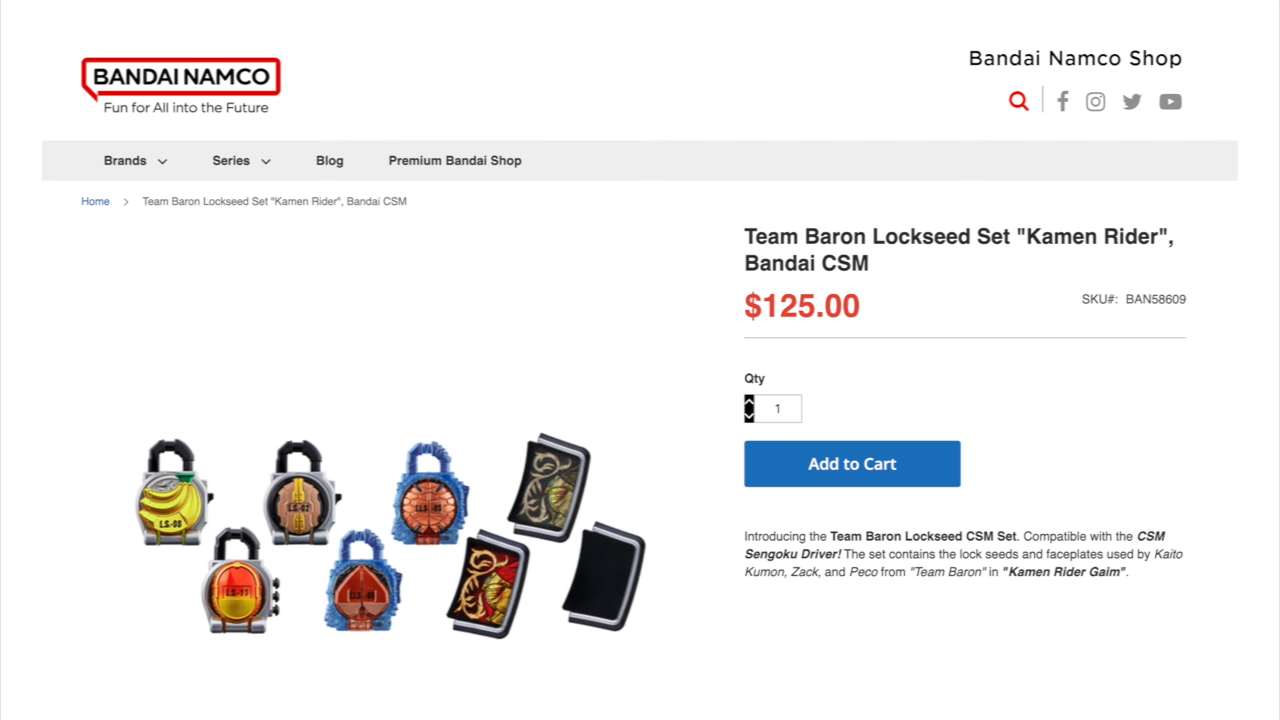 BANDAI NAMCO
Fun for All into the Future
Bandai Namco Shop
Brands
Series
Blog
Premium Bandai Shop
Home
Team Baron Lockseed Set "Kamen Rider", Bandai CSM
Team Baron Lockseed Set "Kamen Rider",
Bandai CSM
$125.00
SKU#: BAN58609
Qty
1
Add to Cart
Introducing the Team Baron Lockseed CSM Set. Compatible with the CSM
Sengoku Driver! The set contains the lock seeds and faceplates used by Kaito
Kumon, Zack, and Peco from "Team Baron" in "Kamen Rider Gaim".
L.S.-08